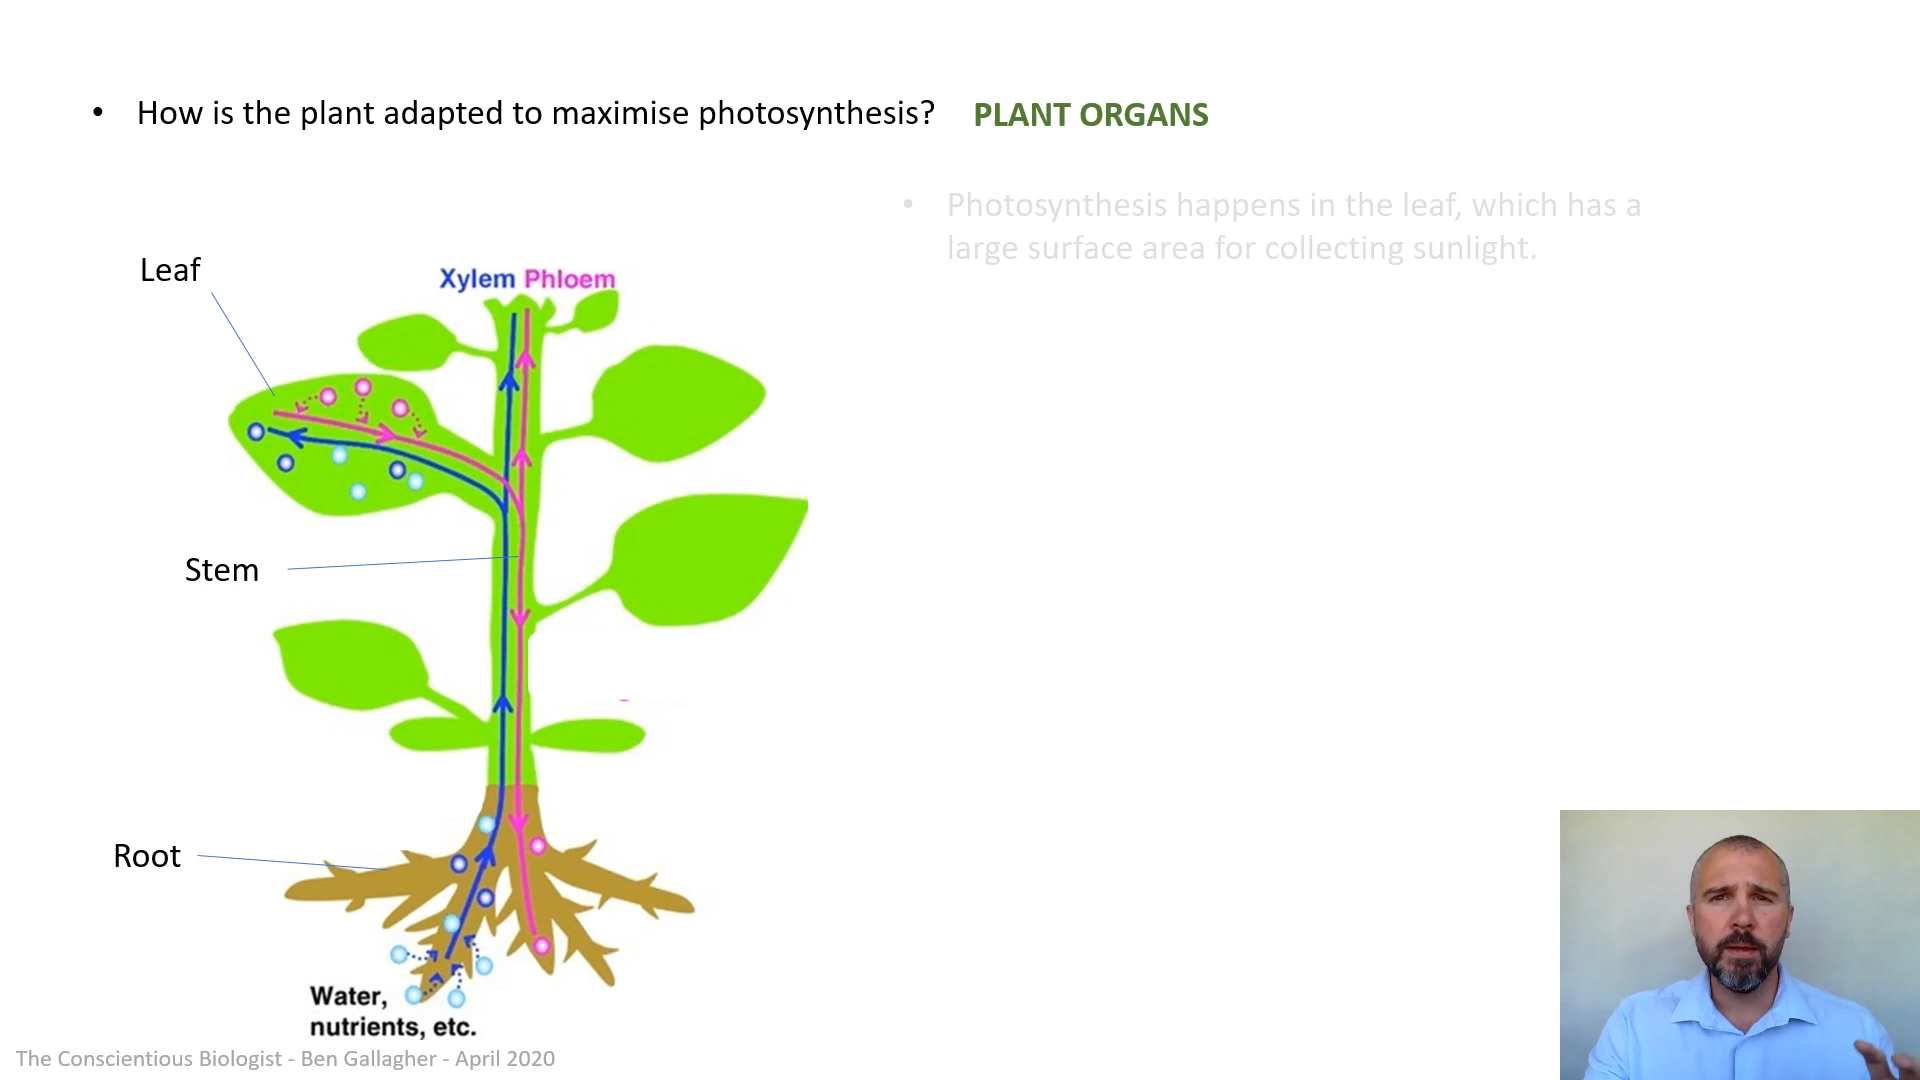 • How is the plant adapted to maximise photosynthesis? PLANT ORGANS
• Photosynthesis happens in the leaf, which has a
large surface area for collecting sunlight.
Leaf
Xylem Phloem
Stem
Root
Water,
nutrients, etc.
The Conscientious Biologist - Ben Gallagher - April 2020